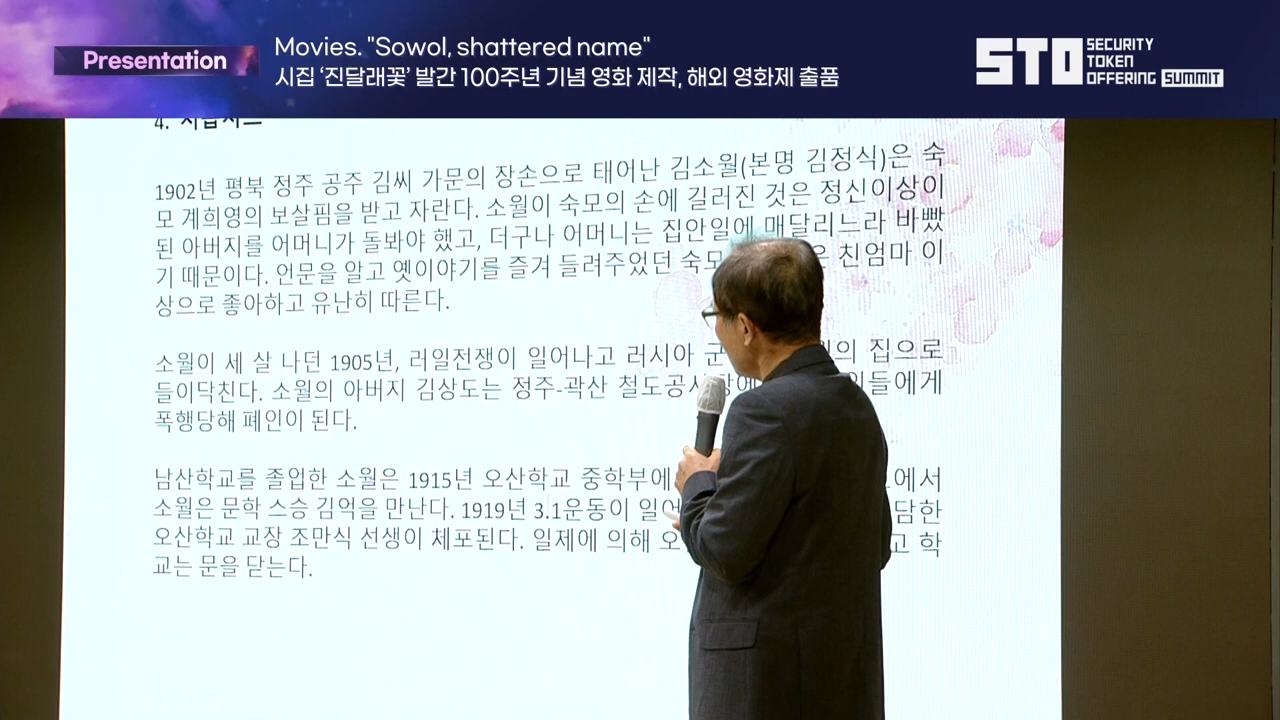 Presentation
Movies. "Sowol, shattered name"
시집 ‘진달래꽃’ 발간 100주년 기념 영화 제작, 해외 영화제 출품
STO SECURITY
TOKEN
OFFERING SUMMIT
4.
1902년 평북 정주 공주 김씨 가문의 장손으로 태어난 김소월(본명 김정식)은 숙
모 계희영의 보살핌을 받고 자란다. 소월이 숙모의 손에 길러진 것은 정신이상이
된 아버지를 어머니가 돌봐야 했고, 더구나 어머니는 집안일에 매달리느라 바빴
기 때문이다. 인문을 알고 옛이야기를 즐겨 들려주었던 숙모 친엄마 이
상으로 좋아하고 유난히 따른다.
소월이 세 살 나던 1905년, 러일전쟁이 일어나고 러시아 군 의 집으로
들이닥친다. 소월의 아버지 김상도는 정주-곽산 철도공사장에 들에게
폭행당해 폐인이 된다.
남산학교를 졸업한 소월은 1915년 오산학교 중학부에 에서
소월은 문학 스승 김억을 만난다. 1919년 3.1운동이 담한
오산학교 교장 조만식 선생이 체포된다. 일제에 의해 고 학
교는 문을 닫는다.